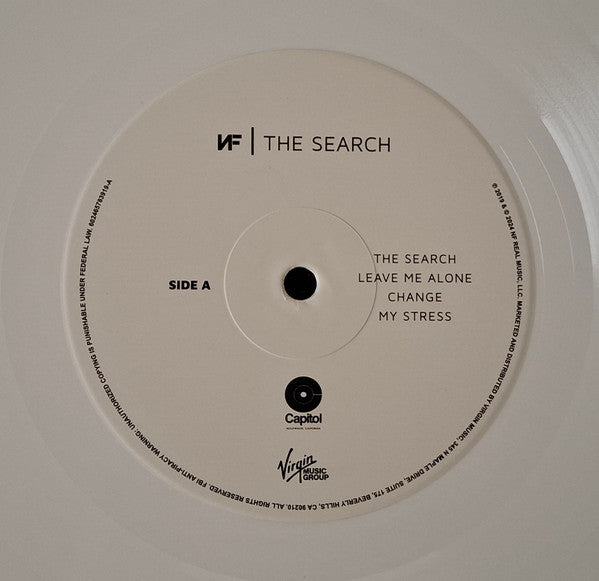 NF | THE SEARCH
SIDE A
THE SEARCH
LEAVE ME ALONE
CHANGE
MY STRESS
Capitol
Virgin
MUSIC
GROUP
℗ 2019 & © 2024 NF REAL MUSIC, LLC. MARKETED AND DISTRIBUTED BY VIRGIN MUSIC, 345 N MAPLE DRIVE, SUITE 175, BEVERLY HILLS, CA 90210. ALL RIGHTS RESERVED. FBI ANTI-PIRACY WARNING: UNAUTHORIZED COPYING IS PUNISHABLE UNDER FEDERAL LAW. 602465783919-A